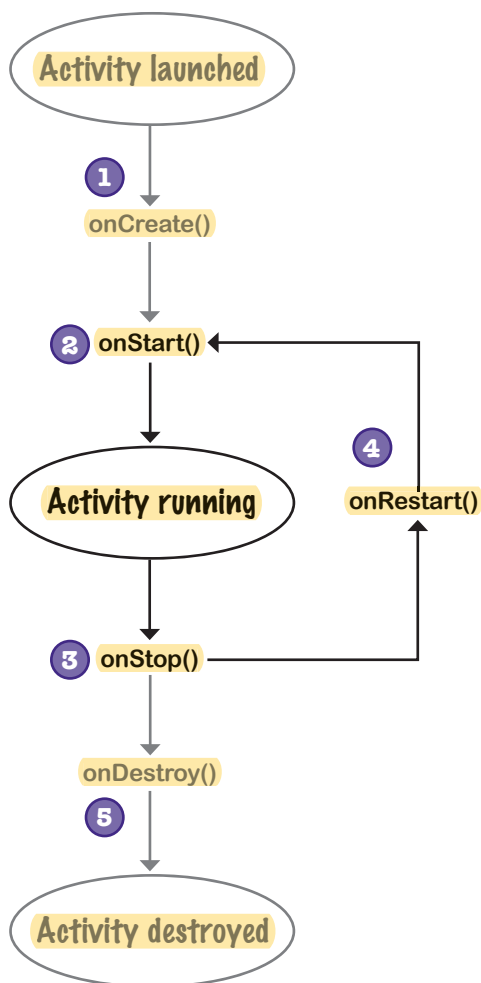 Activity launched
1
onCreate()
2 onStart()
4
Activity running
onRestart()
3 onStop()
onDestroy()
5
Activity destroyed